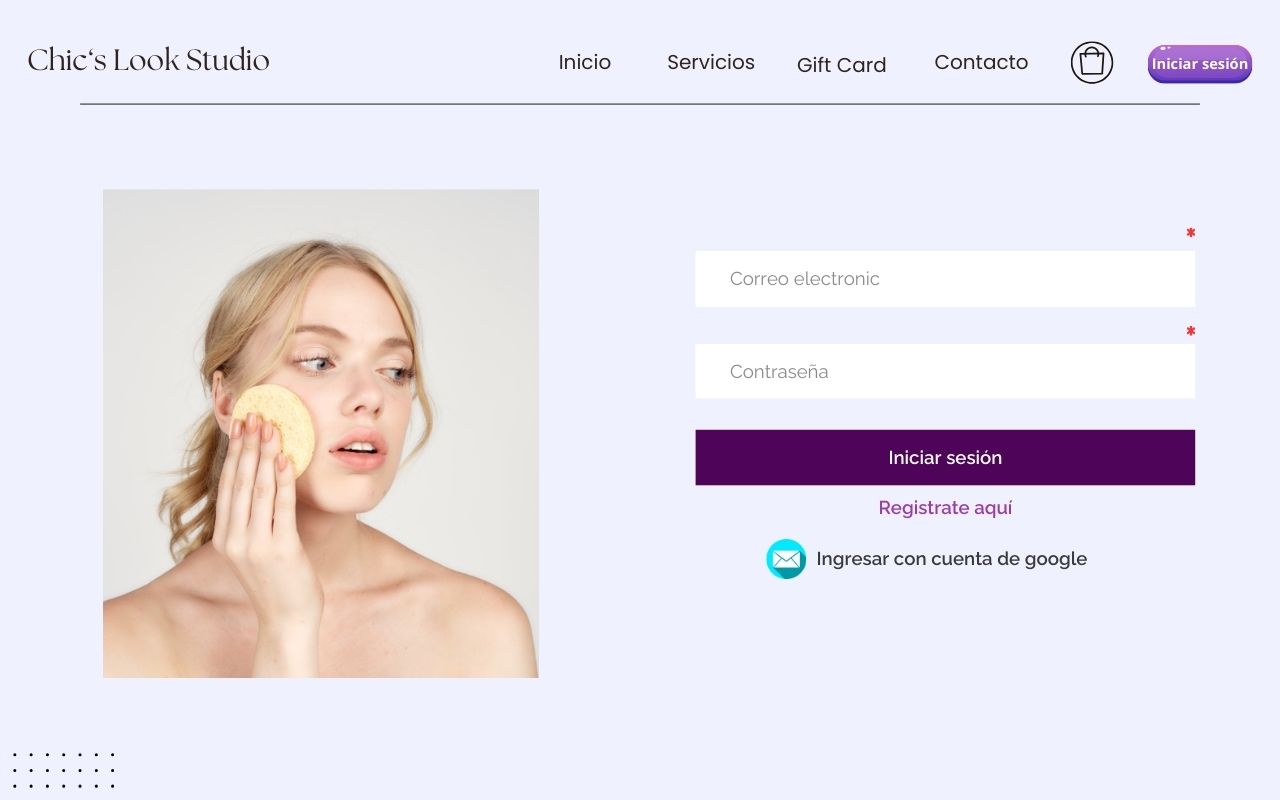 Chic‘s Look Studio
Inicio
Servicios
Gift Card
Contacto
Iniciar sesión
*
Correo electronic
*
Contraseña
Iniciar sesión
Registrate aquí
Ingresar con cuenta de google